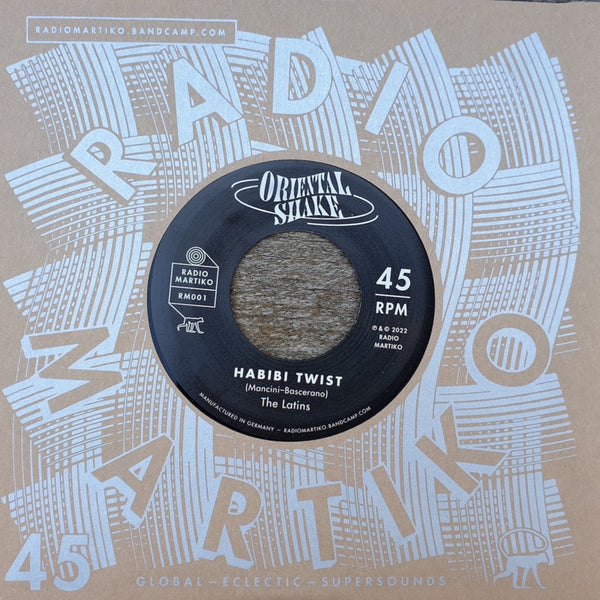 RADIOMARTIKO.BANDCAMP.COM
RADIO
MARTIKO
ORIENTAL
SHAKE
RADIO
MARTIKO
RM001
45
RPM
℗ & © 2022
RADIO
MARTIKO
HABIBI TWIST
(Mancini–Bascerano)
The Latins
MANUFACTURED IN GERMANY – RADIOMARTIKO.BANDCAMP.COM
45
GLOBAL – ECLECTIC – SUPERSOUNDS